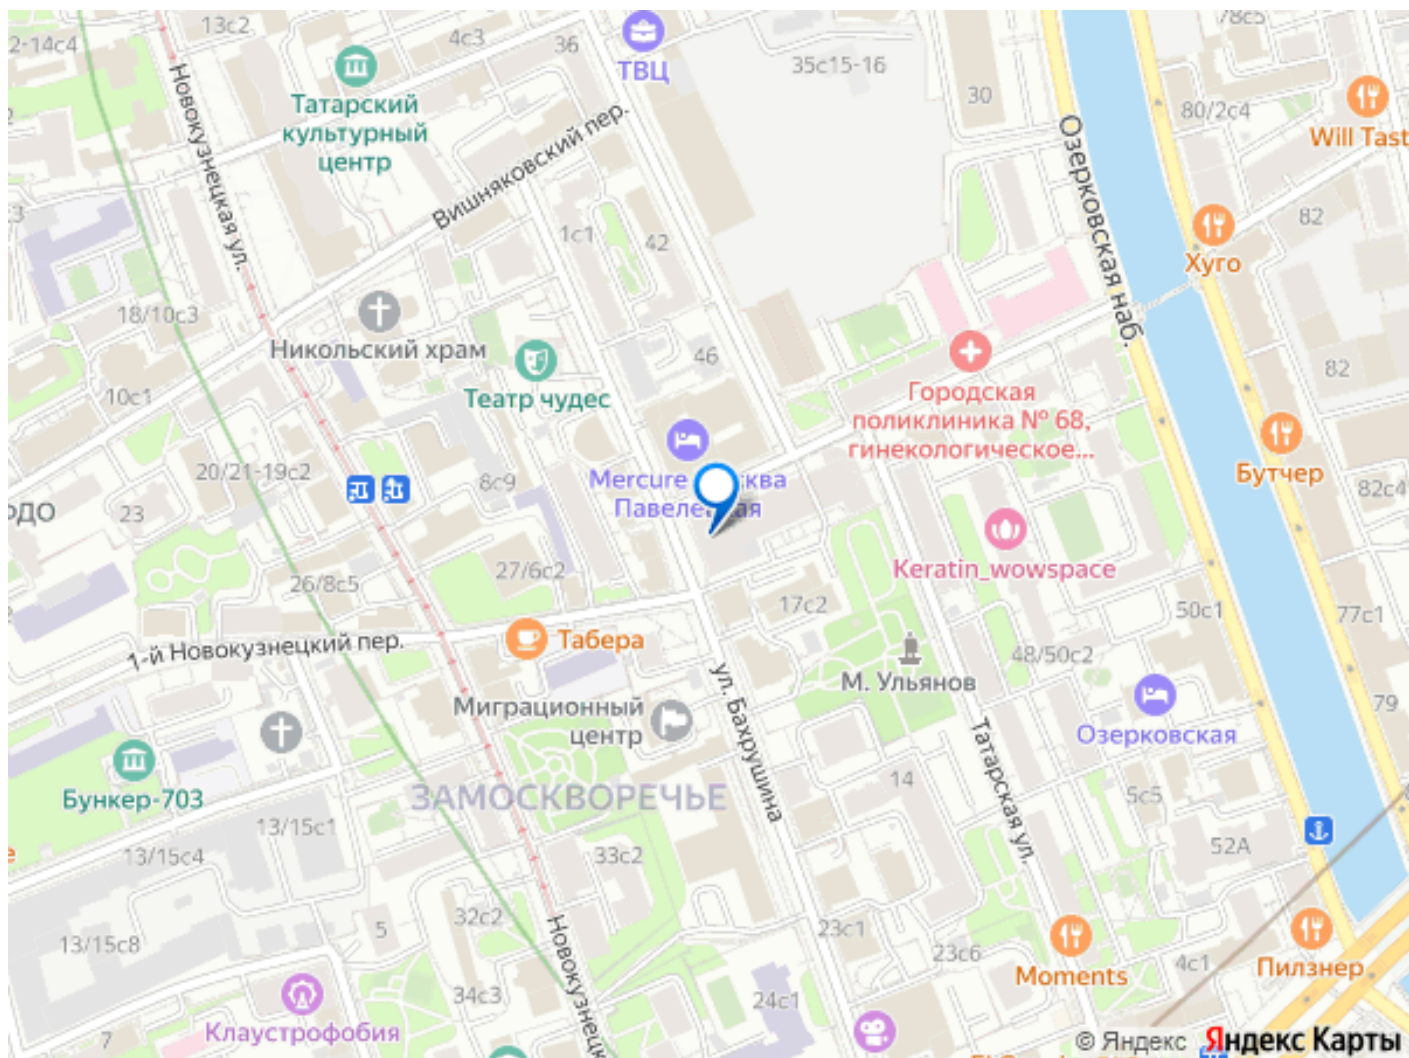 2-14с4
13с2
4с3
36
ТВЦ
35с15-16
30
78с5
80/2с4
Will Tast
Татарский
культурный
центр
Новокузнецкая ул.
Вишняковский пер.
Озерковская наб.
82
Хуго
1с1
42
18/10с3
Никольский храм
46
Театр чудес
10с1
Городская
поликлиника № 68,
гинекологическое...
82
Бутчер
20/21-19с2
8с9
Mercure
Павелецкая
82с4
23
26/8с5
27/6с2
Keratin_wowspace
17с2
50с1
77с1
1-й Новокузнецкий пер.
Табера
48/50с2
М. Ульянов
79
Миграционный
центр
ул. Бахрушина
Татарская ул.
Озерковская
Бункер-703
ЗАМОСКВОРЕЧЬЕ
14
5с5
13/15с1
13/15с4
33с2
52А
32с2
5
23с1
23с6
13/15с8
Moments
4с1
Пилзнер
34с3
24с1
Клаустрофобия
7
© Яндекс Яндекс Карты